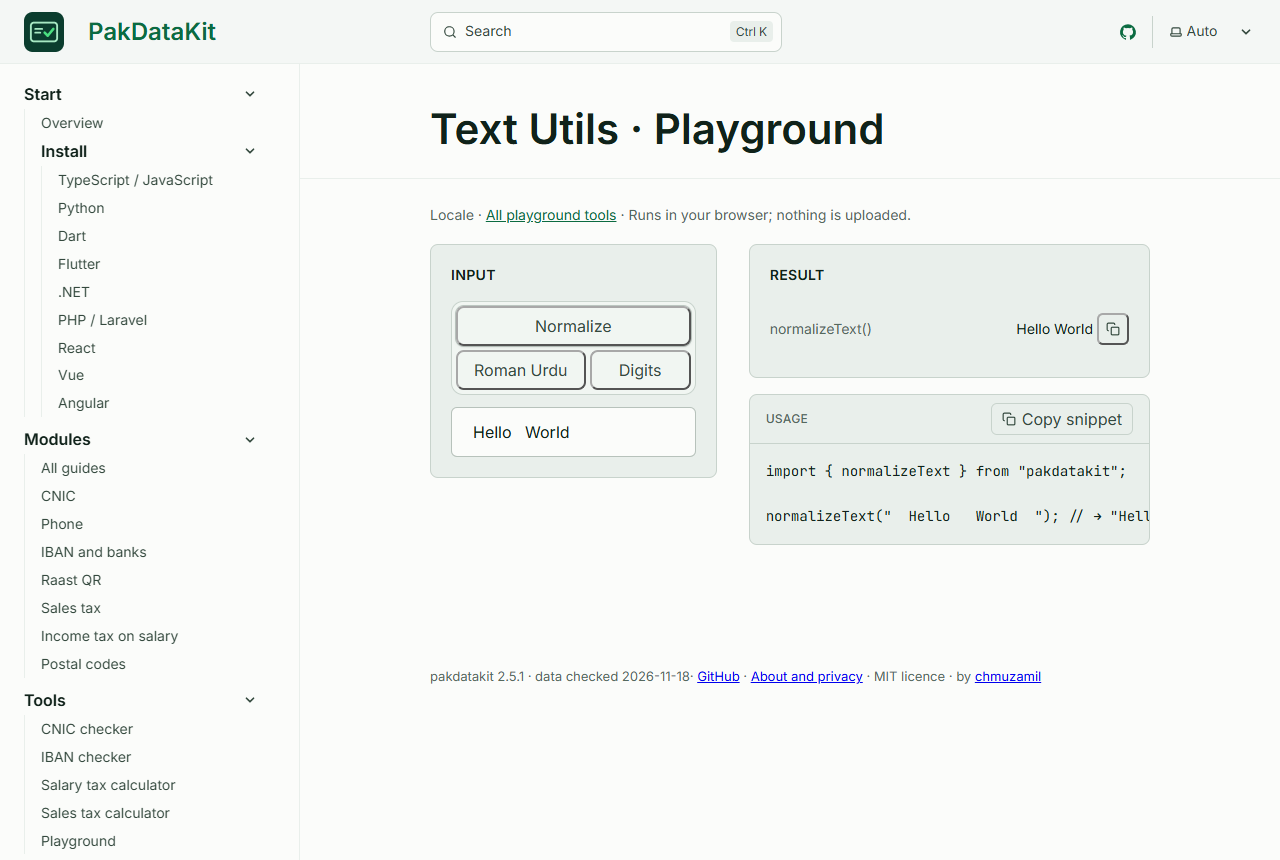 PakDataKit
Search
Ctrl K
Auto
Start
Overview
Install
TypeScript / JavaScript
Python
Dart
Flutter
.NET
PHP / Laravel
React
Vue
Angular
Modules
All guides
CNIC
Phone
IBAN and banks
Raast QR
Sales tax
Income tax on salary
Postal codes
Tools
CNIC checker
IBAN checker
Salary tax calculator
Sales tax calculator
Playground
Text Utils · Playground
Locale · All playground tools · Runs in your browser; nothing is uploaded.
INPUT
Normalize
Roman Urdu
Digits
Hello   World
RESULT
normalizeText()
Hello World
USAGE
Copy snippet
import { normalizeText } from "pakdatakit";
normalizeText("  Hello   World  "); // → "Hell
pakdatakit 2.5.1 · data checked 2026-11-18· GitHub · About and privacy · MIT licence · by chmuzamil